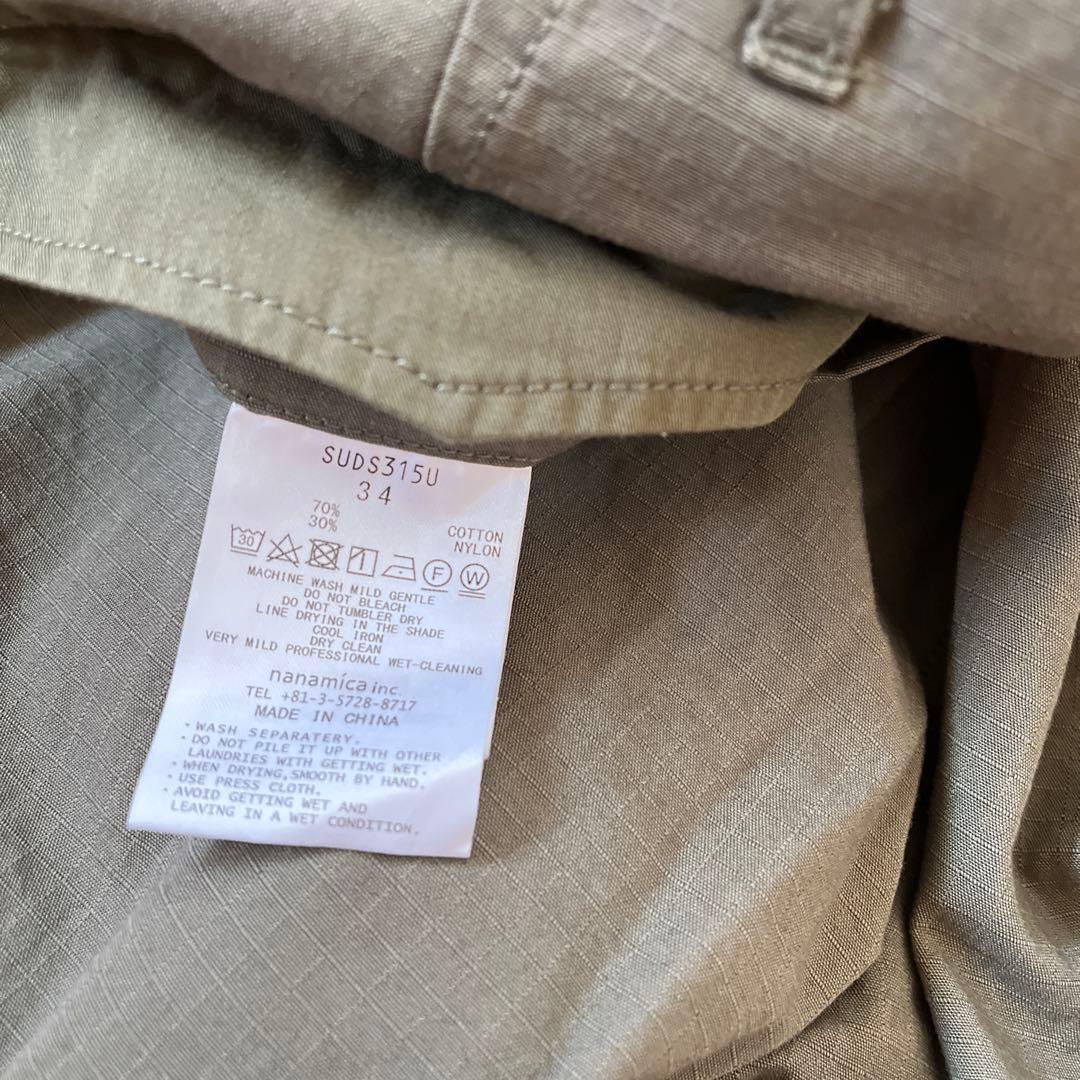 SUDS315U
34
70% COTTON
30% NYLON
30 F W
MACHINE WASH MILD GENTLE
DO NOT BLEACH
DO NOT TUMBLER DRY
LINE DRYING IN THE SHADE
COOL IRON
DRY CLEAN
VERY MILD PROFESSIONAL WET-CLEANING
nanamica inc.
TEL +81-3-5728-8717
MADE IN CHINA
・WASH SEPARATERY.
・DO NOT PILE IT UP WITH OTHER
LAUNDRIES WITH GETTING WET.
・WHEN DRYING,SMOOTH BY HAND.
・USE PRESS CLOTH.
・AVOID GETTING WET AND
LEAVING IN A WET CONDITION.